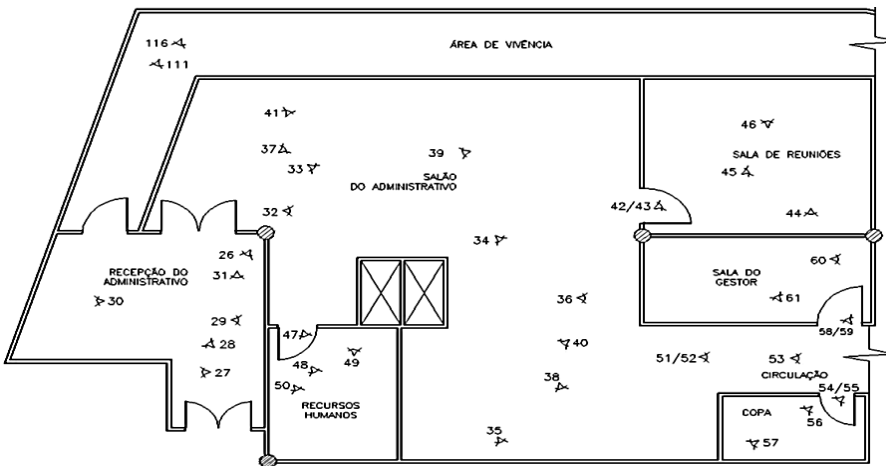 ÁREA DE VIVÊNCIA
116
111
41
46
37
39
33
SALA DE REUNIÕES
45
SALÃO
DO ADMINISTRATIVO
32
42/43
44
34
26
60
RECEPÇÃO DO
ADMINISTRATIVO
31
SALA DO
GESTOR
30
36
61
29
58/59
47
28
40
49
51/52
53
48
27
CIRCULAÇÃO
38
50
54/55
RECURSOS
HUMANOS
COPA
56
35
57